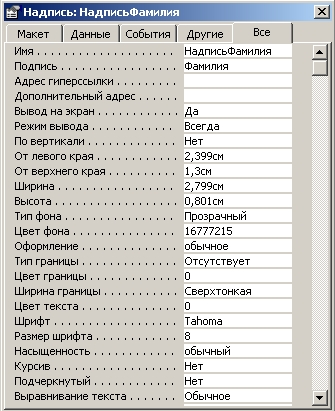 Надпись: НадписьФамилия
Макет Данные События Другие Все
Имя . . . . . . . . . . . . . . . . . . . . . . . НадписьФамилия
Подпись . . . . . . . . . . . . . . . . . . . Фамилия
Адрес гиперссылки . . . . . . . . . . .
Дополнительный адрес . . . . . . .
Вывод на экран . . . . . . . . . . . . . . Да
Режим вывода . . . . . . . . . . . . . . . Всегда
По вертикали . . . . . . . . . . . . . . . . Нет
От левого края . . . . . . . . . . . . . . 2,399см
От верхнего края . . . . . . . . . . . . 1,3см
Ширина . . . . . . . . . . . . . . . . . . . . 2,799см
Высота . . . . . . . . . . . . . . . . . . . . 0,801см
Тип фона . . . . . . . . . . . . . . . . . . . Прозрачный
Цвет фона . . . . . . . . . . . . . . . . . . 16777215
Оформление . . . . . . . . . . . . . . . . обычное
Тип границы . . . . . . . . . . . . . . . . Отсутствует
Цвет границы . . . . . . . . . . . . . . . 0
Ширина границы . . . . . . . . . . . . . Сверхтонкая
Цвет текста . . . . . . . . . . . . . . . . 0
Шрифт . . . . . . . . . . . . . . . . . . . . . Tahoma
Размер шрифта . . . . . . . . . . . . . . 8
Насыщенность . . . . . . . . . . . . . . . обычный
Курсив . . . . . . . . . . . . . . . . . . . . . Нет
Подчеркнутый . . . . . . . . . . . . . . . Нет
Выравнивание текста . . . . . . . . . Обычное